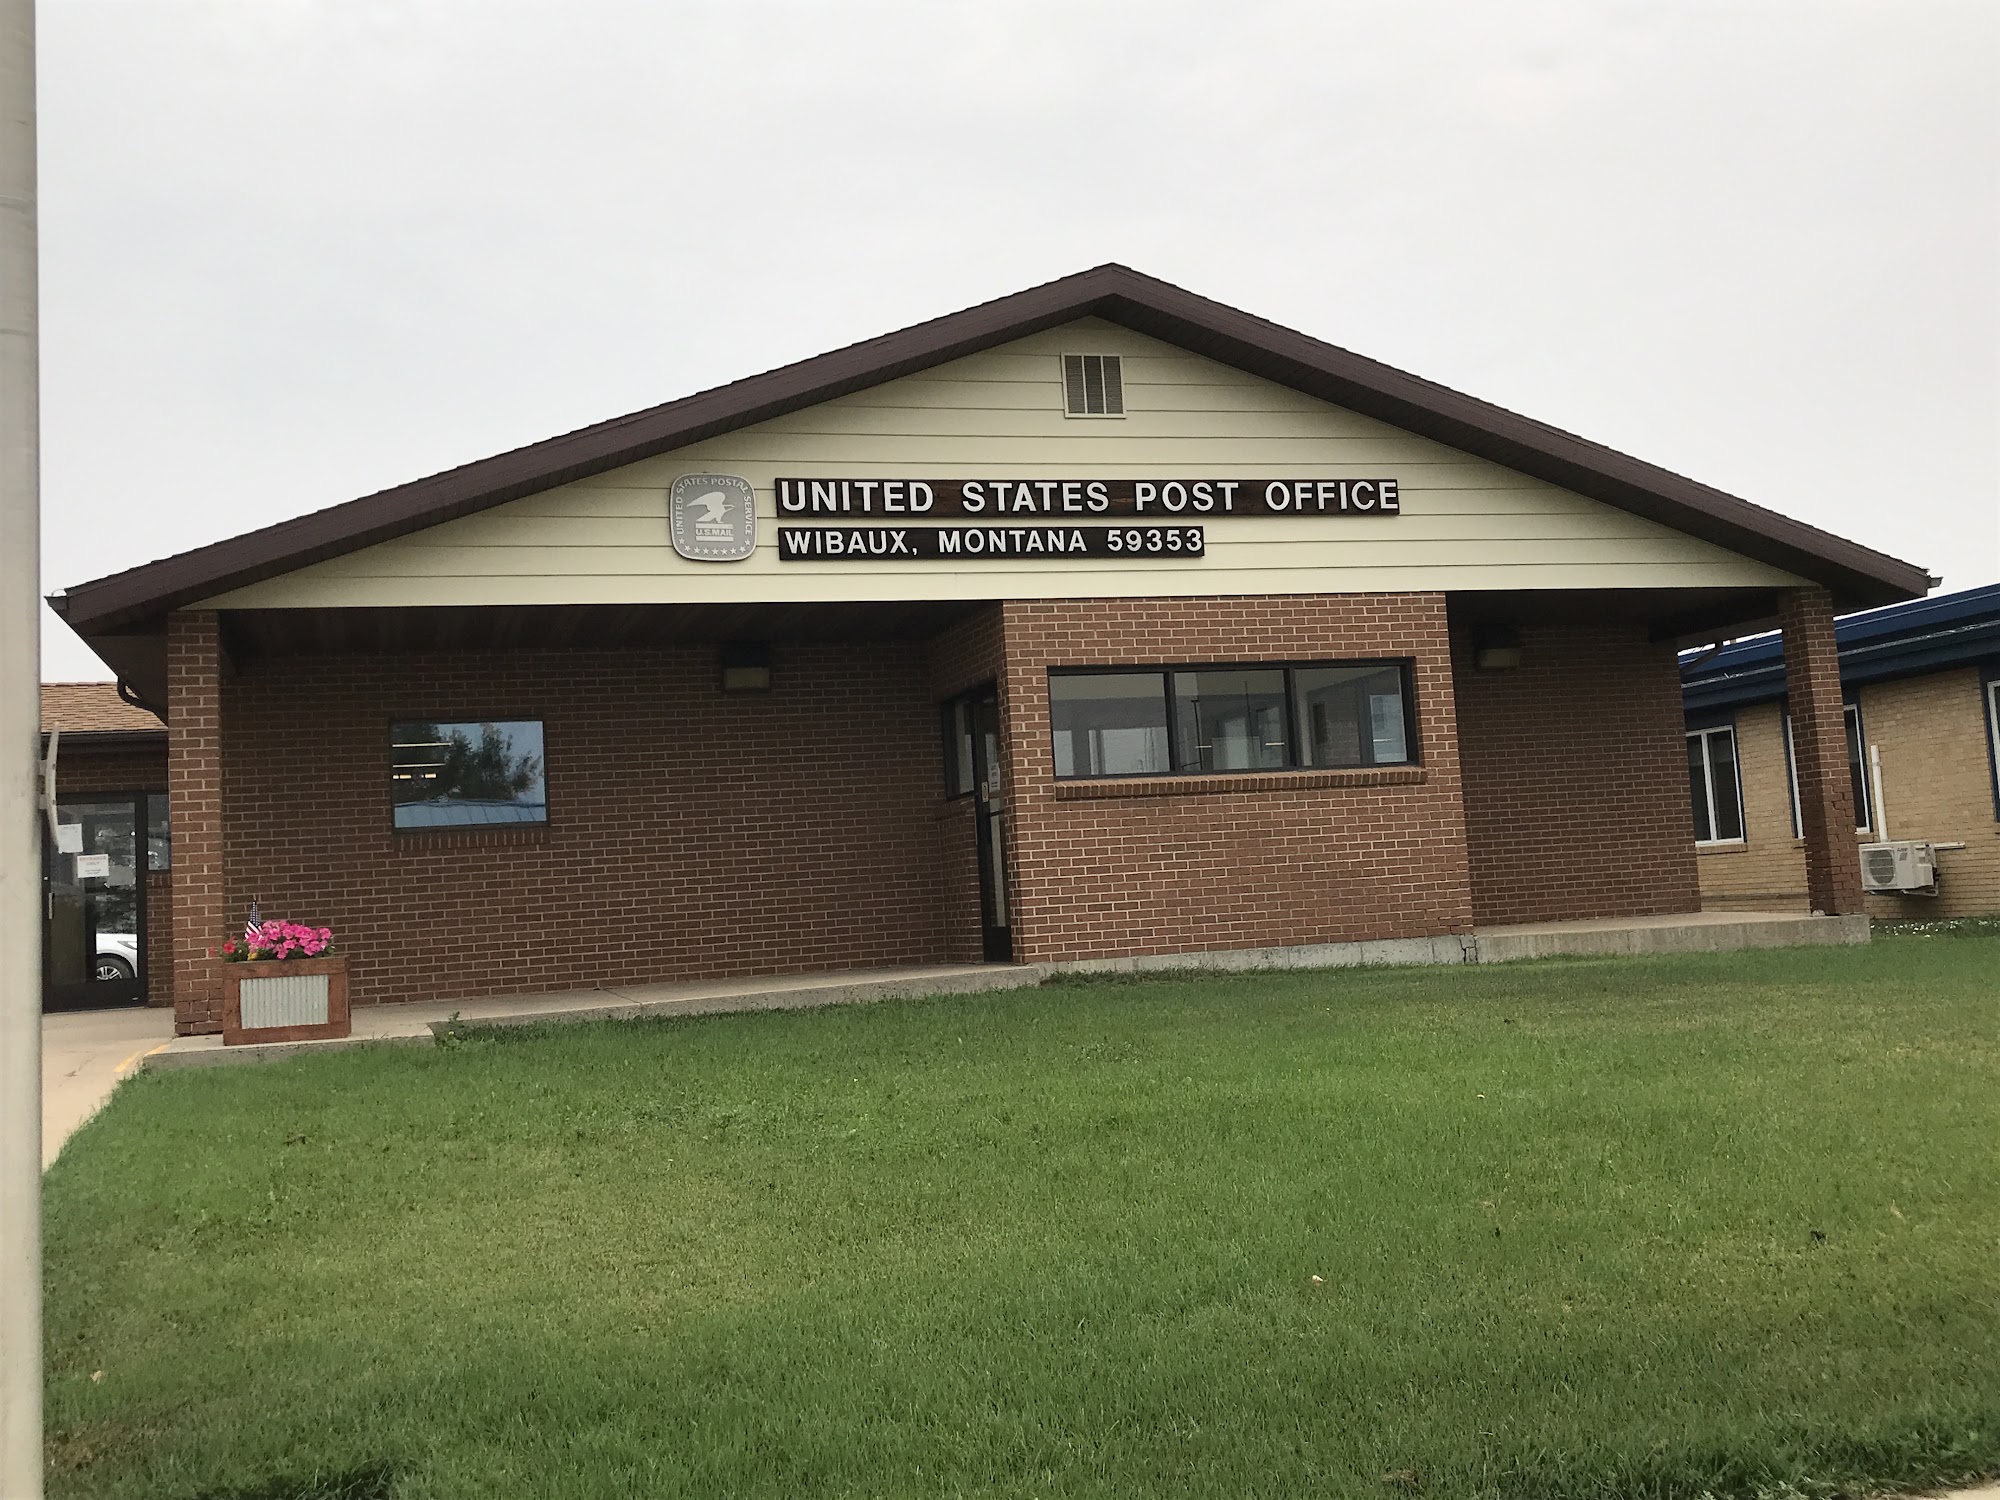 UNITED STATES POST OFFICE
WIBAUX, MONTANA 59353
UNITED STATES POSTAL SERVICE
U.S.MAIL